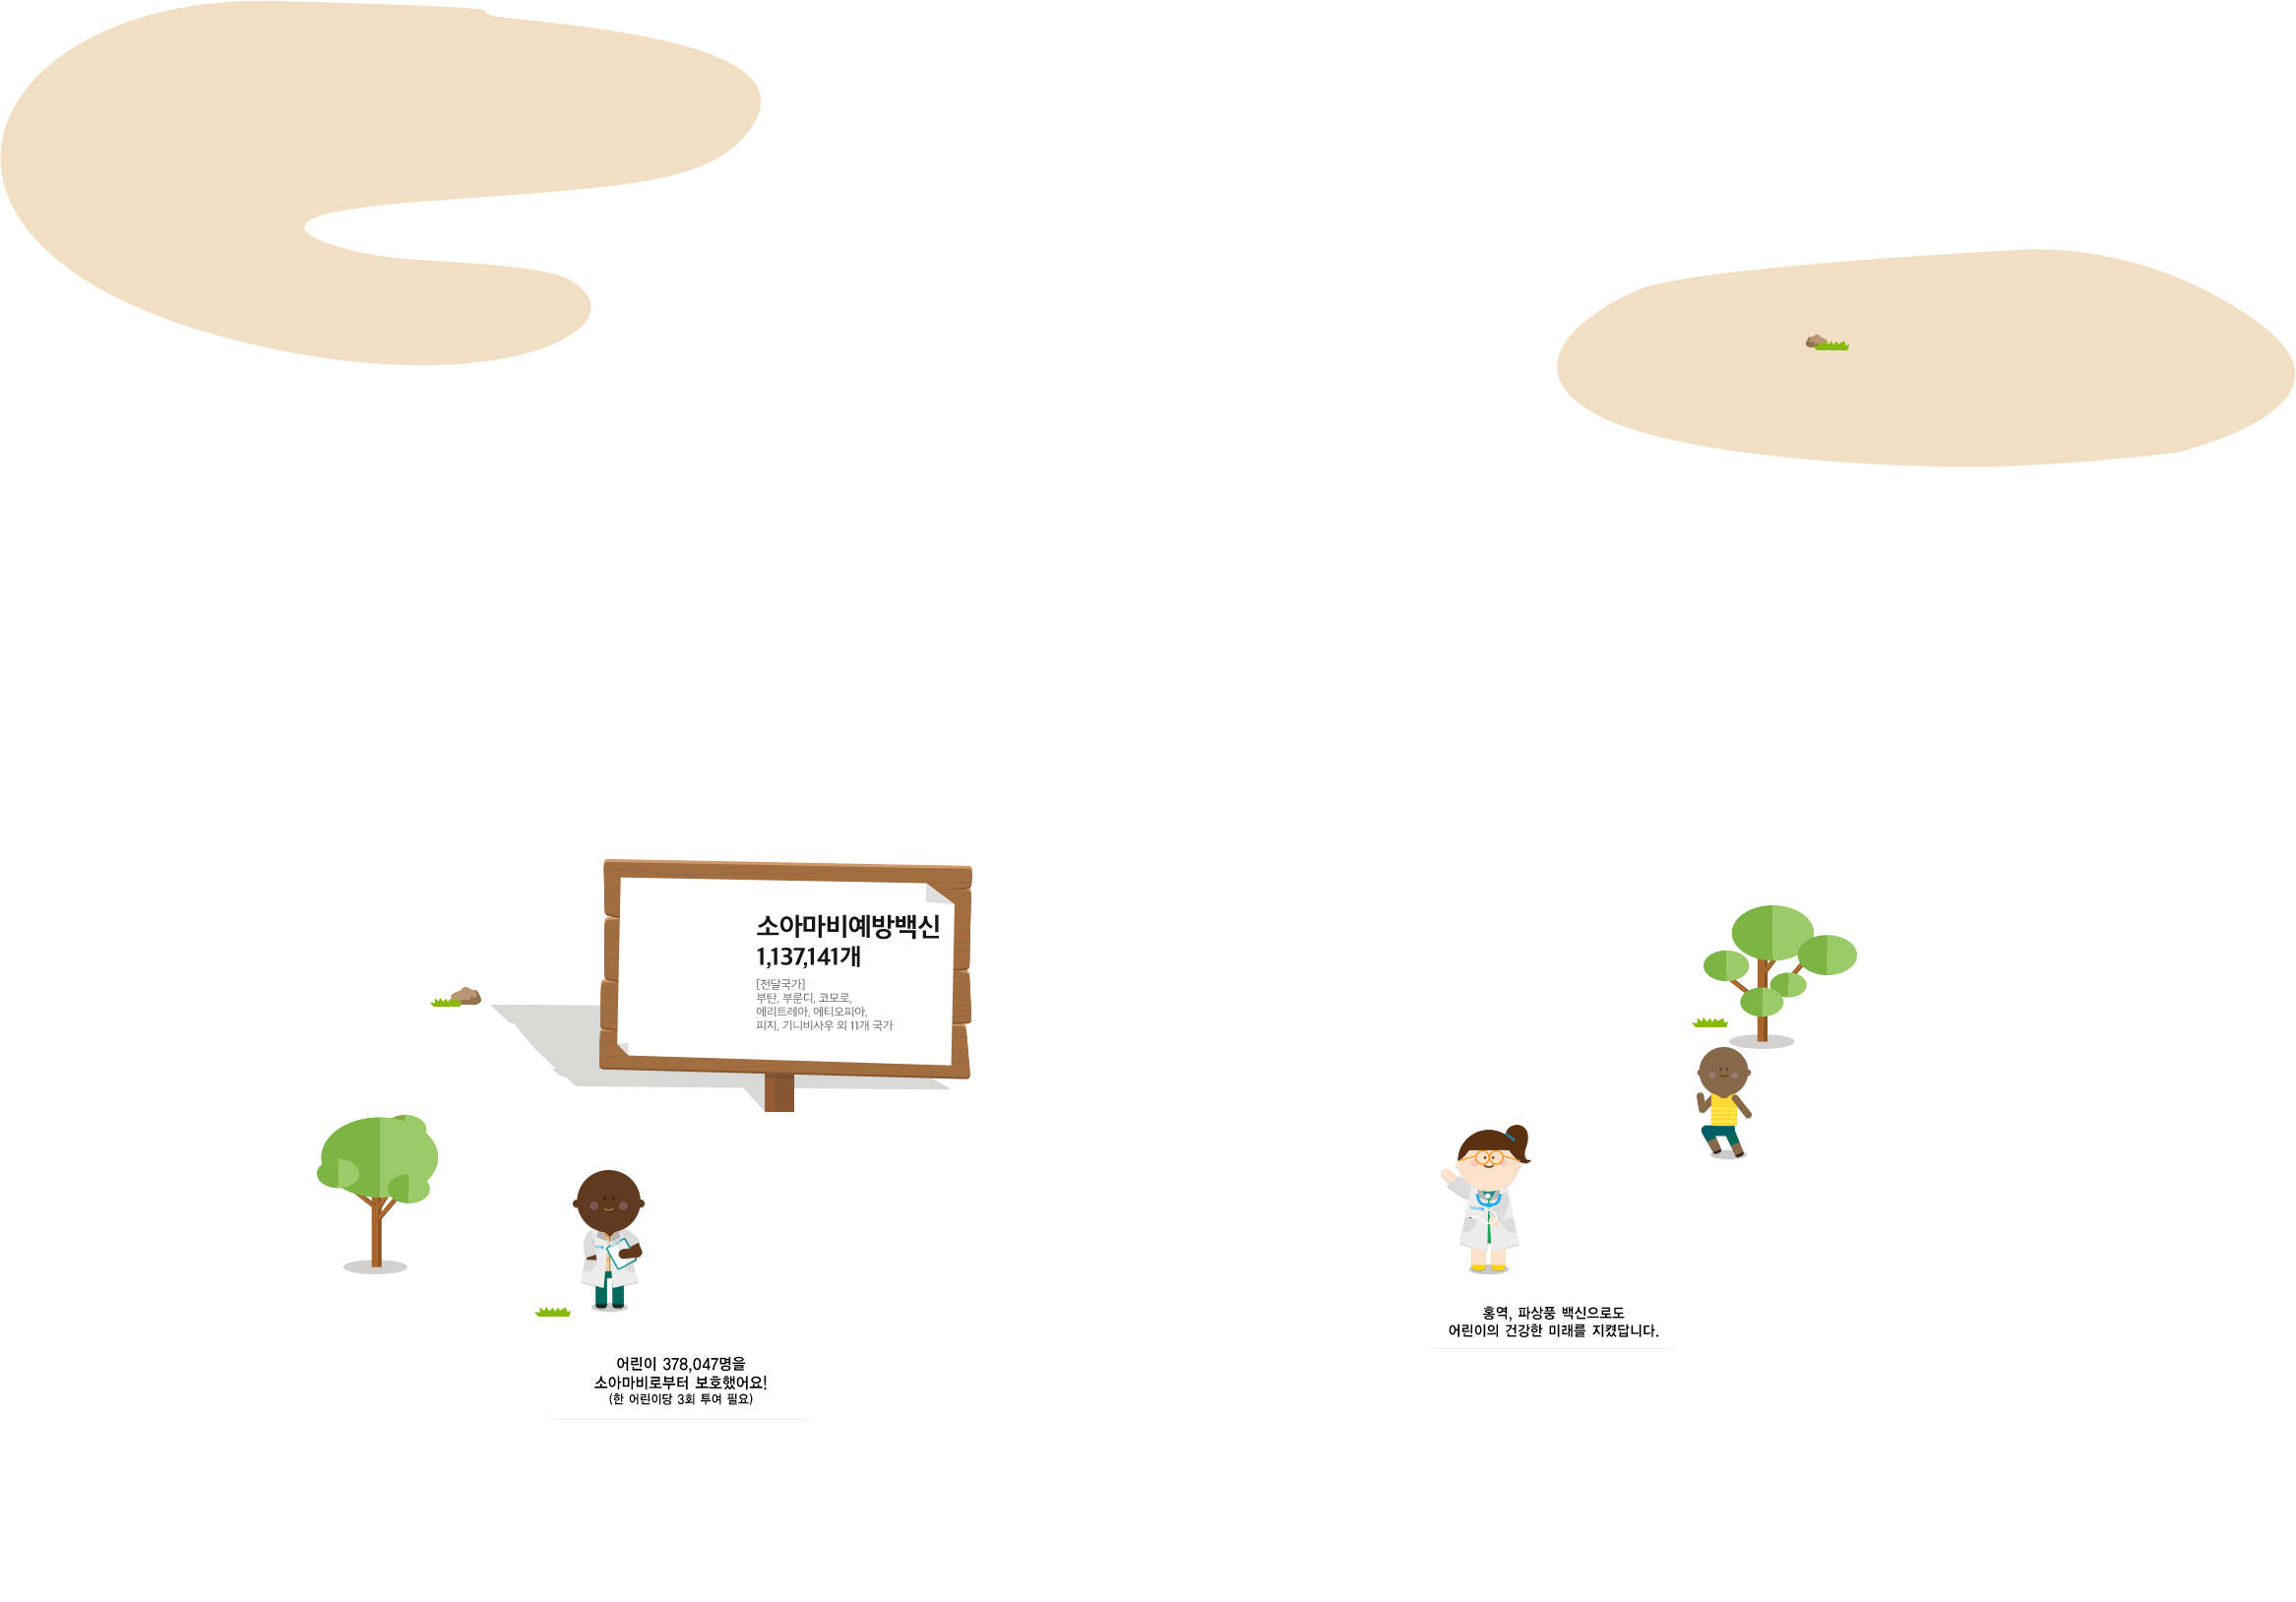 소아마비예방백신
1,137,141개
[전달국가]
부탄, 부룬디, 코모로,
에리트레아, 에티오피아,
피지, 기니비사우 외 11개 국가
홍역, 파상풍 백신으로도
어린이의 건강한 미래를 지켰답니다.
어린이 378,047명을
소아마비로부터 보호했어요!
(한 어린이당 3회 투여 필요)